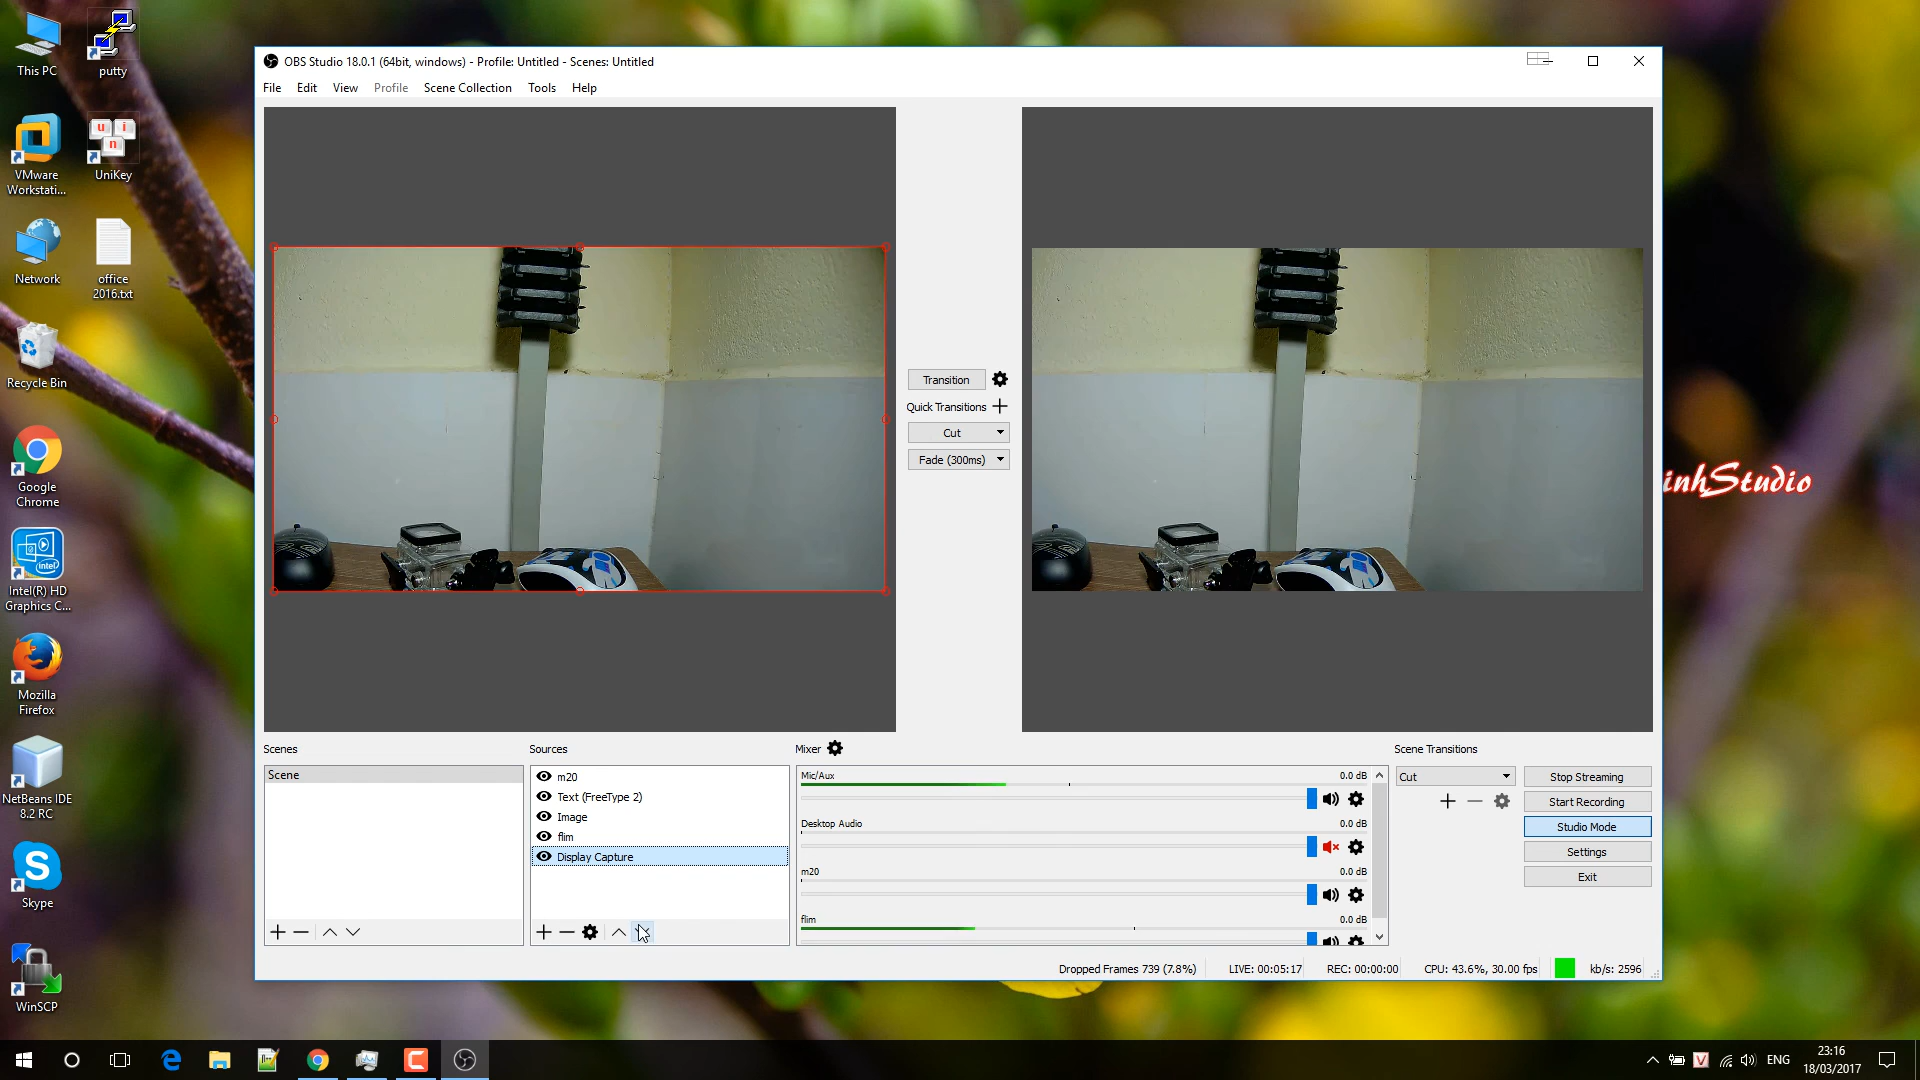 This PC
putty
VMware
Workstati...
UniKey
Network
office
2016.txt
Recycle Bin
Google
Chrome
Intel(R) HD
Graphics C...
Mozilla
Firefox
NetBeans IDE
8.2 RC
Skype
WinSCP
OBS Studio 18.0.1 (64bit, windows) - Profile: Untitled - Scenes: Untitled
File Edit View Profile Scene Collection Tools Help
Transition
Quick Transitions
Cut
Fade (300ms)
inhStudio
Scenes
Scene
Sources
m20
Text (FreeType 2)
Image
flim
Display Capture
Mixer
Mic/Aux 0.0 dB
Desktop Audio 0.0 dB
m20 0.0 dB
flim 0.0 dB
Scene Transitions
Cut
Stop Streaming
Start Recording
Studio Mode
Settings
Exit
Dropped Frames 739 (7.8%) LIVE: 00:05:17 REC: 00:00:00 CPU: 43.6%, 30.00 fps kb/s: 2596
ENG
23:16
18/03/2017